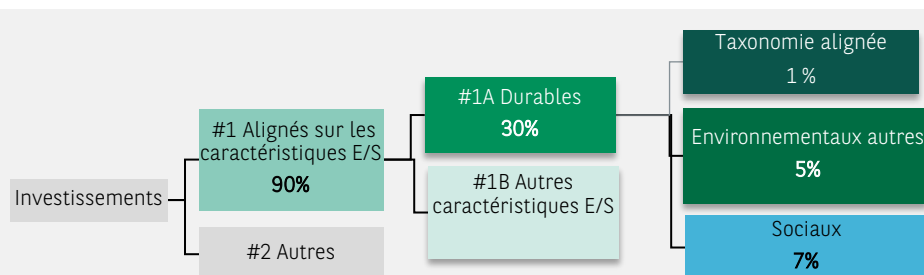 Investissements
#1 Alignés sur les
caractéristiques E/S
90%
#2 Autres
#1A Durables
30%
#1B Autres
caractéristiques E/S
Taxonomie alignée
1 %
Environnementaux autres
5%
Sociaux
7%